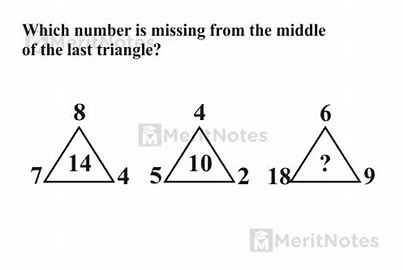 Which number is missing from the middle
of the last triangle?
MeritNotes
8
4
6
MeritNotes
14
10
?
7
4
5
2
18
9
MeritNotes